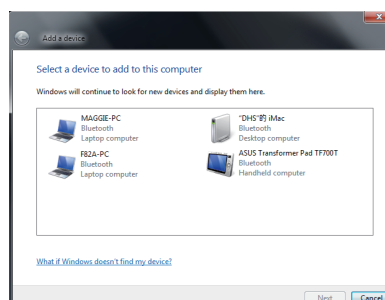 Add a device
Select a device to add to this computer
Windows will continue to look for new devices and display them here.
MAGGIE-PC
Bluetooth
Laptop computer
"DHS"的 iMac
Bluetooth
Desktop computer
F82A-PC
Bluetooth
Laptop computer
ASUS Transformer Pad TF700T
Bluetooth
Handheld computer
What if Windows doesn't find my device?
Next
Cancel